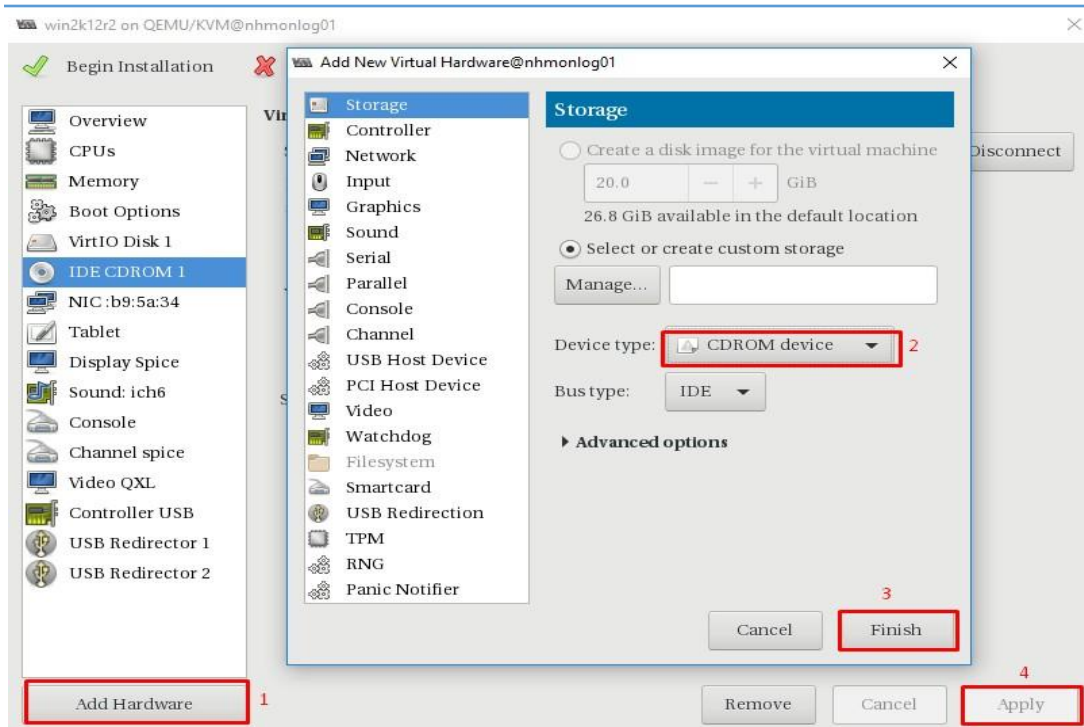 win2k12r2 on QEMU/KVM@nhmonlog01
Begin Installation
Overview
CPUs
Memory
Boot Options
VirtIO Disk 1
IDE CDROM 1
NIC :b9:5a:34
Tablet
Display Spice
Sound: ich6
Console
Channel spice
Video QXL
Controller USB
USB Redirector 1
USB Redirector 2
Add Hardware
1
Vir
Disconnect
Add New Virtual Hardware@nhmonlog01
Storage
Controller
Network
Input
Graphics
Sound
Serial
Parallel
Console
Channel
USB Host Device
PCI Host Device
Video
Watchdog
Filesystem
Smartcard
USB Redirection
TPM
RNG
Panic Notifier
Storage
Create a disk image for the virtual machine
20.0 − + GiB
26.8 GiB available in the default location
Select or create custom storage
Manage...
Device type: CDROM device 2
Bus type: IDE
Advanced options
3
Cancel Finish
4
Remove Cancel Apply